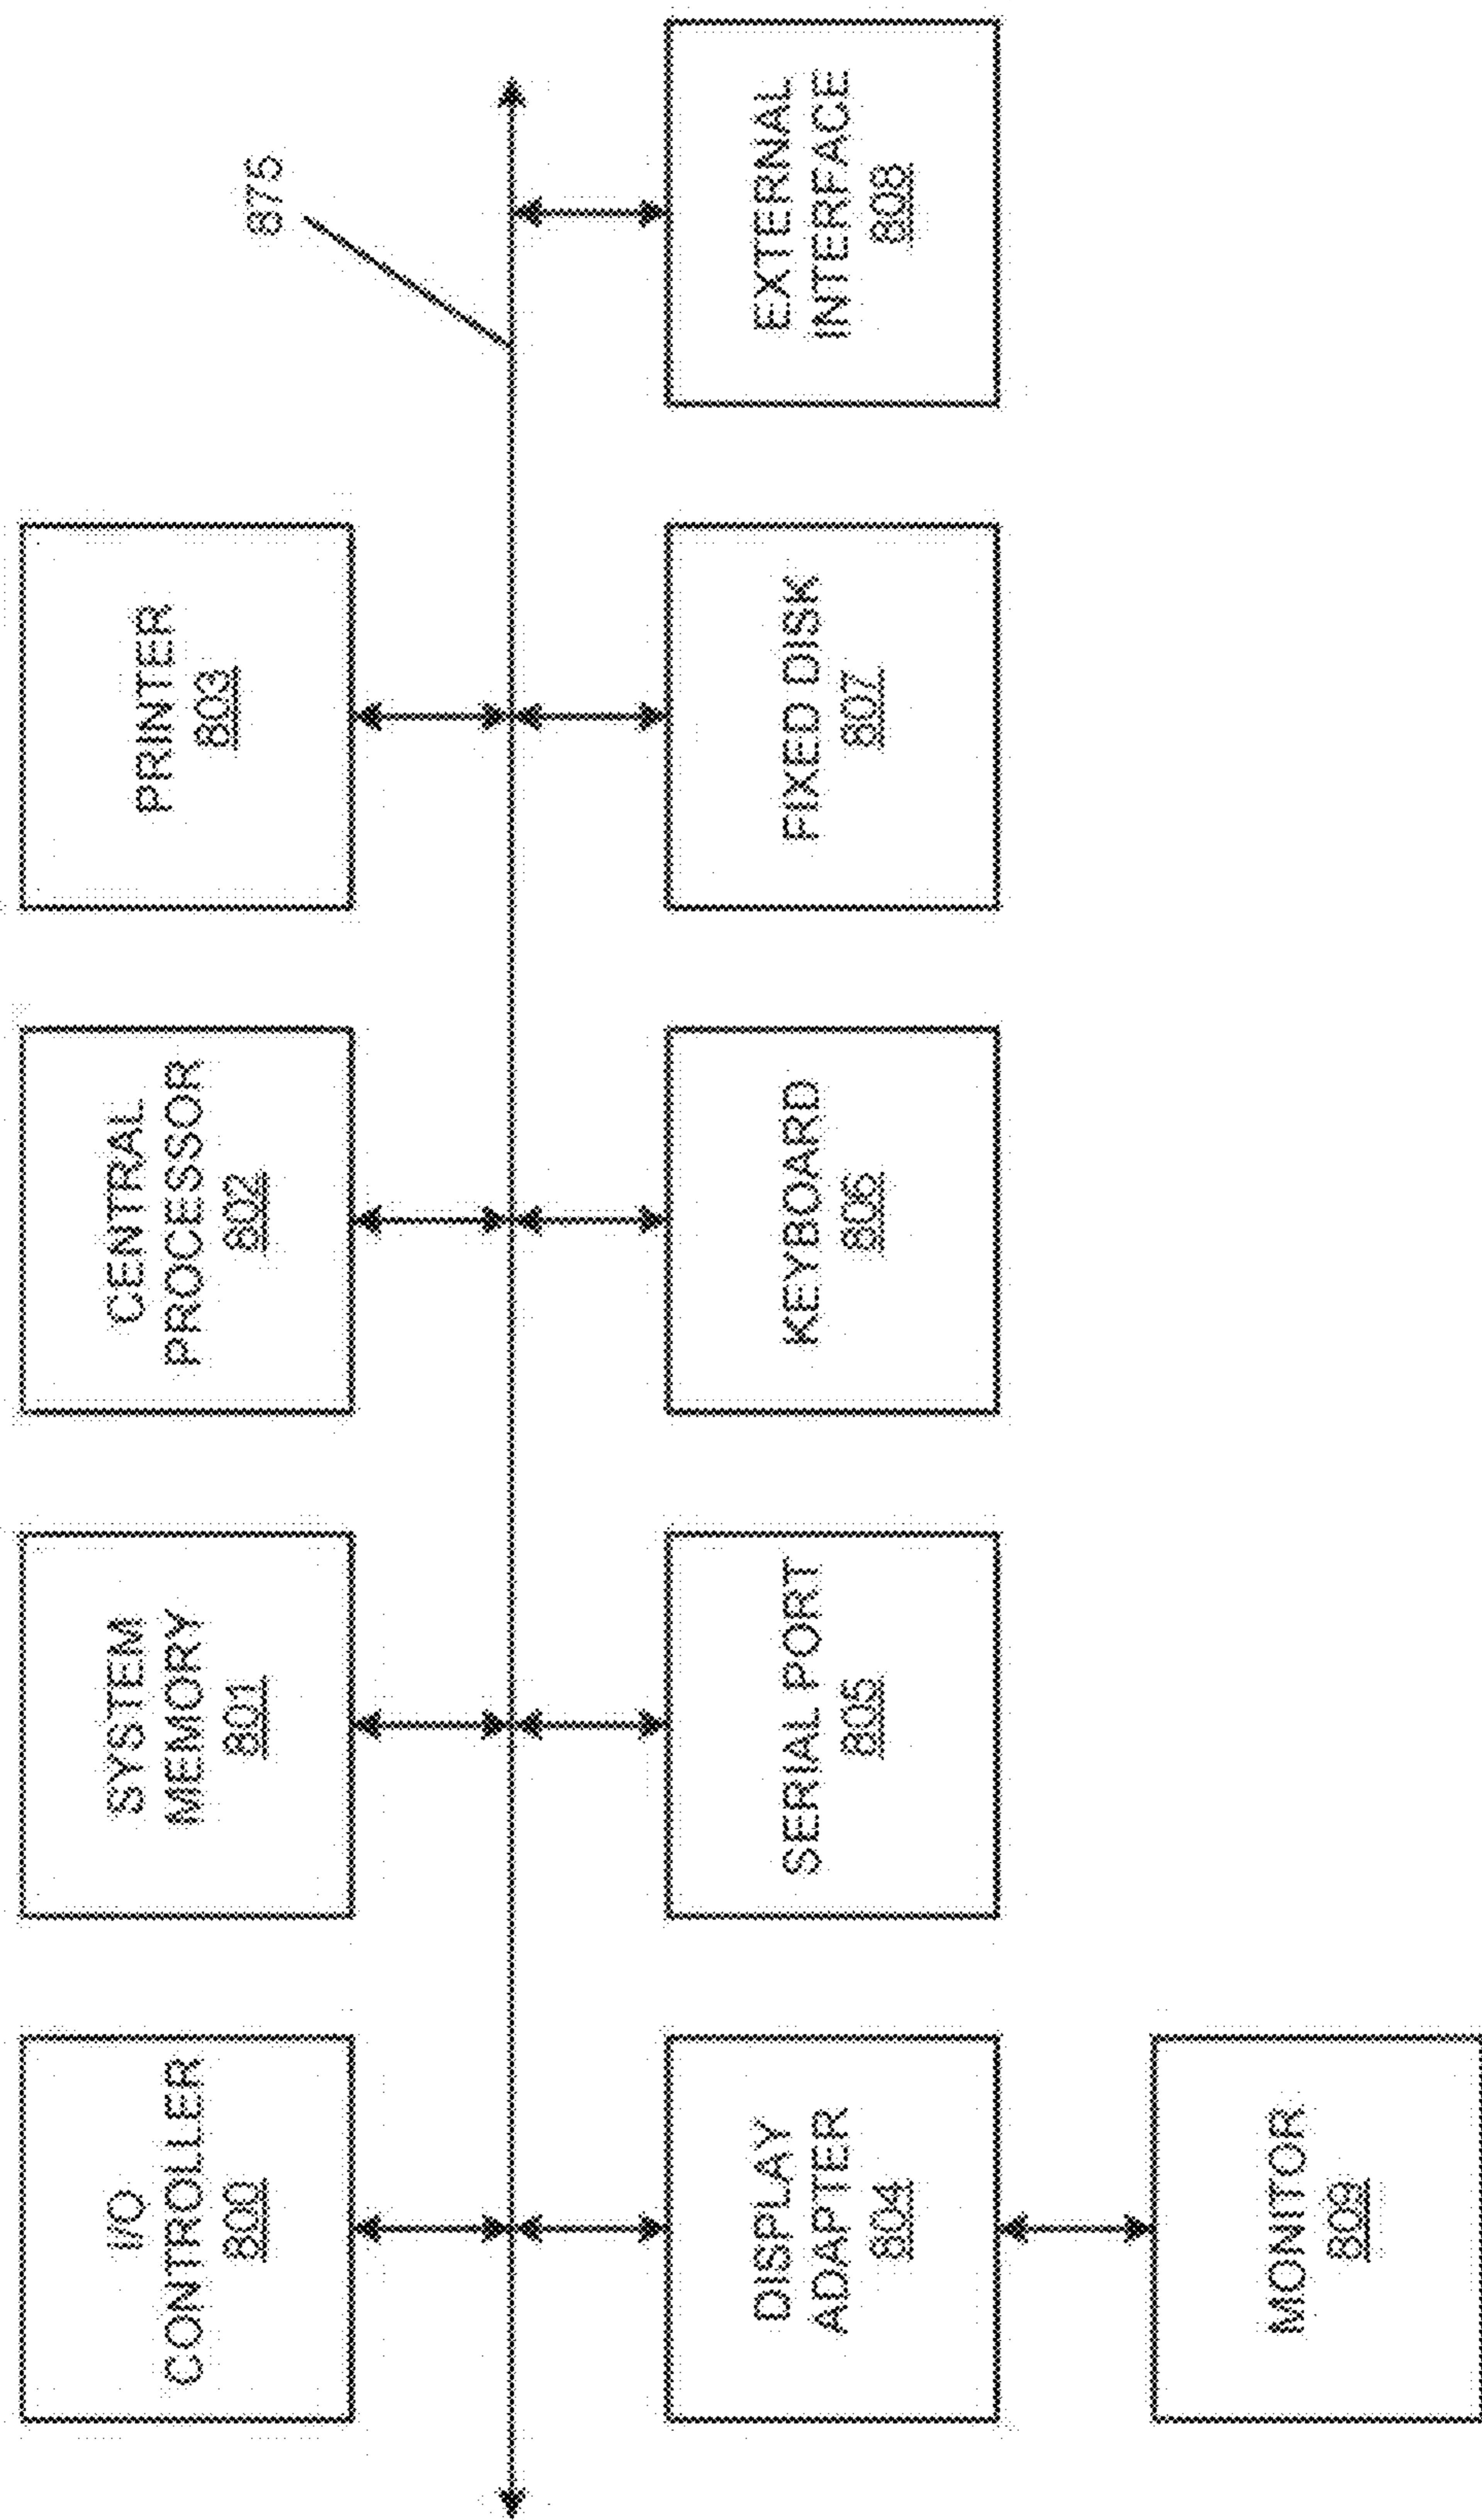 I/O
CONTROLLER
800
SYSTEM
MEMORY
801
CENTRAL
PROCESSOR
802
PRINTER
803
875
DISPLAY
ADAPTER
804
SERIAL PORT
805
KEYBOARD
806
FIXED DISK
807
EXTERNAL
INTERFACE
808
MONITOR
809